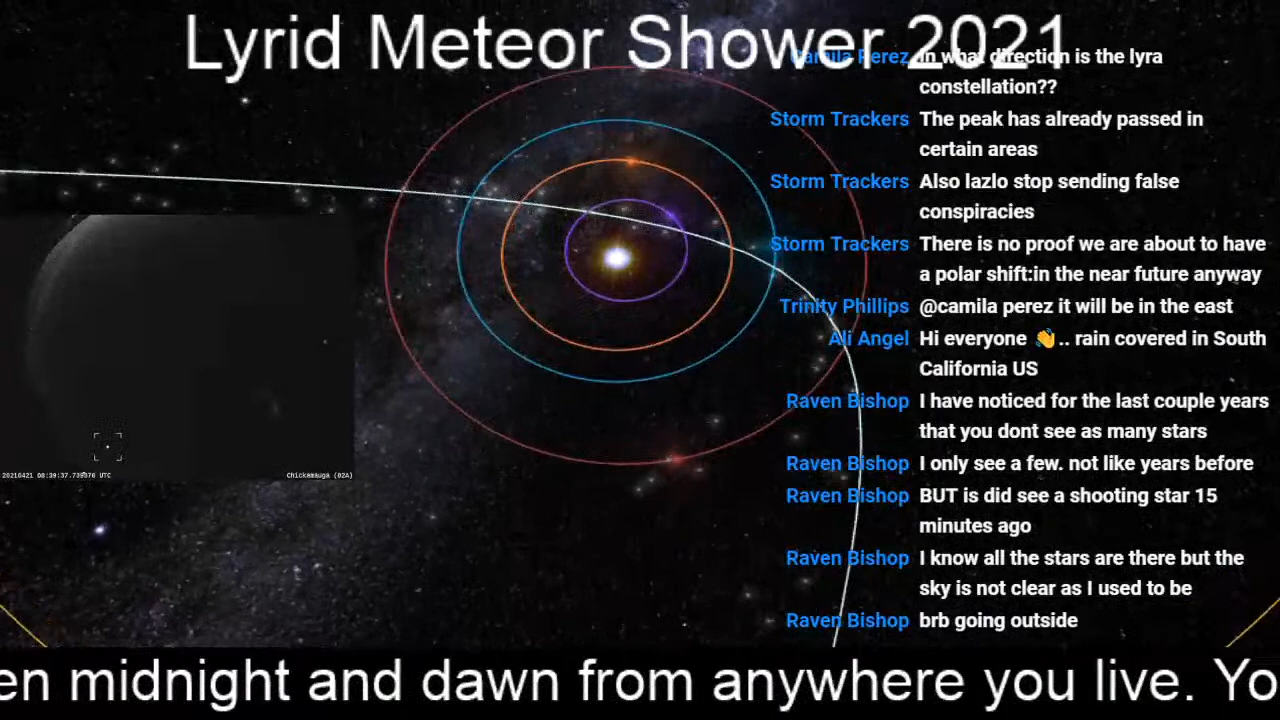 Lyrid Meteor Shower 2021
Camila Perez In what direction is the lyra
constellation??
Storm Trackers The peak has already passed in
certain areas
Storm Trackers Also lazlo stop sending false
conspiracies
Storm Trackers There is no proof we are about to have
a polar shift:in the near future anyway
Trinity Phillips @camila perez it will be in the east
Ali Angel Hi everyone 👏.. rain covered in South
California US
Raven Bishop I have noticed for the last couple years
that you dont see as many stars
Raven Bishop I only see a few. not like years before
Raven Bishop BUT is did see a shooting star 15
minutes ago
Raven Bishop I know all the stars are there but the
sky is not clear as I used to be
Raven Bishop brb going outside
Chickamauga (02A)
en midnight and dawn from anywhere you live. Yo